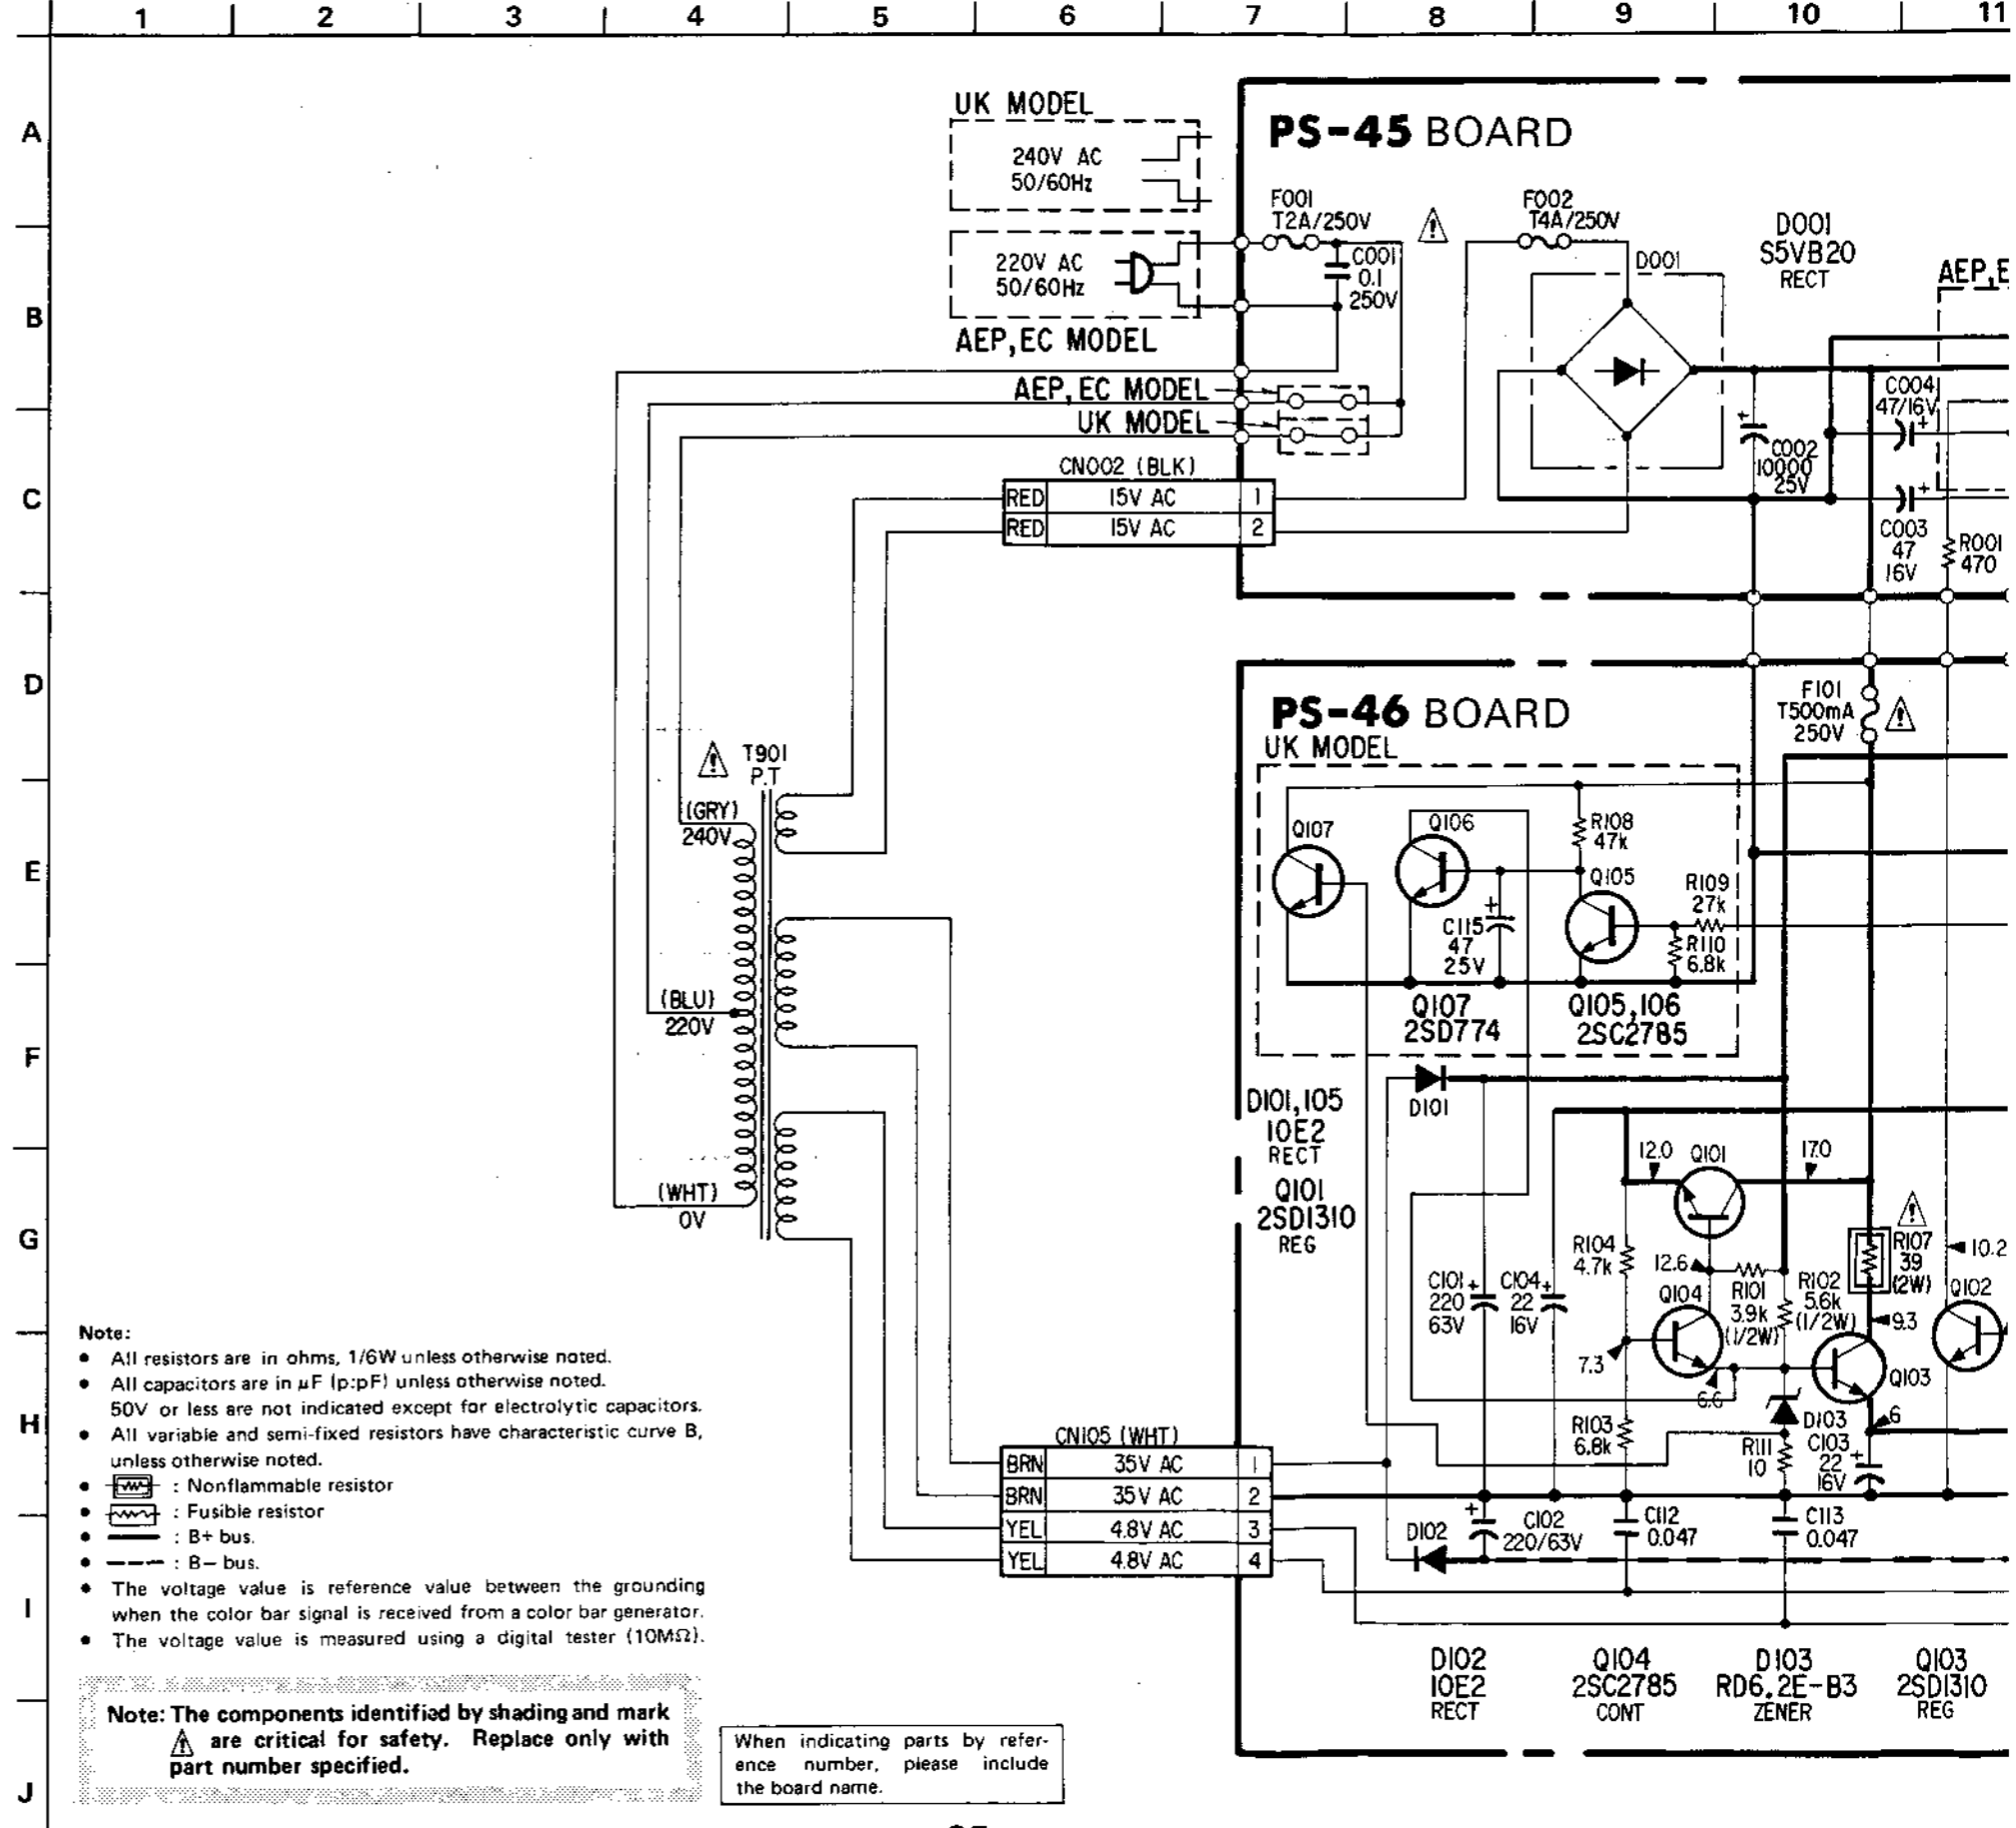 1 2 3 4 5 6 7 8 9 10 11
A
B
C
D
E
F
G
H
I
J
UK MODEL
240V AC
50/60Hz
220V AC
50/60Hz
AEP,EC MODEL
PS-45 BOARD
F001
T2A/250V
C001
0.1
250V
F002
T4A/250V
D001
D001
S5VB20
RECT
AEP,E
AEP,EC MODEL
UK MODEL
C002
10000
25V
C004
47/16V
C003
47
16V
R001
470
CN002 (BLK)
RED 15V AC 1
RED 15V AC 2
T901
P.T
(GRY)
240V
(BLU)
220V
(WHT)
0V
PS-46 BOARD
UK MODEL
F101
T500mA
250V
Q107
Q106
R108
47k
Q105
R109
27k
R110
6.8k
C115
47
25V
Q107
2SD774
Q105,106
2SC2785
D101
D101,105
10E2
RECT
Q101
2SD1310
REG
12.0 Q101 17.0
R104
4.7k
12.6
R101
3.9k
(1/2W)
R102
5.6k
(1/2W)
R107
39
(2W)
10.2
Q102
9.3
C101
220
63V
C104
22
16V
Q104
7.3
6.6
Q103
6
R103
6.8k
D103
R111
10
C103
22
16V
CN105 (WHT)
BRN 35V AC 1
BRN 35V AC 2
YEL 4.8V AC 3
YEL 4.8V AC 4
D102
C102
220/63V
C112
0.047
C113
0.047
D102
10E2
RECT
Q104
2SC2785
CONT
D103
RD6.2E-B3
ZENER
Q103
2SD1310
REG
Note:
• All resistors are in ohms, 1/6W unless otherwise noted.
• All capacitors are in µF (p:pF) unless otherwise noted.
50V or less are not indicated except for electrolytic capacitors.
• All variable and semi-fixed resistors have characteristic curve B,
unless otherwise noted.
• : Nonflammable resistor
• : Fusible resistor
• : B+ bus.
• : B− bus.
• The voltage value is reference value between the grounding
when the color bar signal is received from a color bar generator.
• The voltage value is measured using a digital tester (10MΩ).
Note: The components identified by shading and mark
⚠ are critical for safety. Replace only with
part number specified.
When indicating parts by refer-
ence number, please include
the board name.